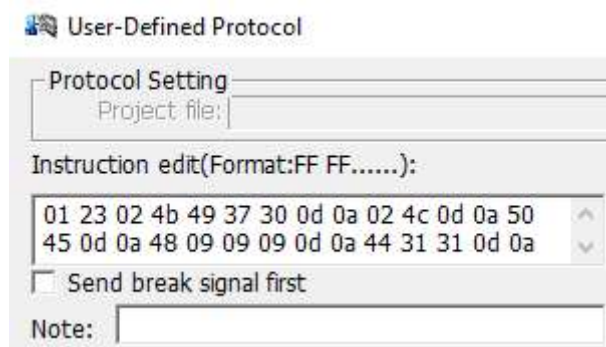 User-Defined Protocol
Protocol Setting
Project file:
Instruction edit(Format:FF FF......):
01 23 02 4b 49 37 30 0d 0a 02 4c 0d 0a 50
45 0d 0a 48 09 09 09 0d 0a 44 31 31 0d 0a
Send break signal first
Note: